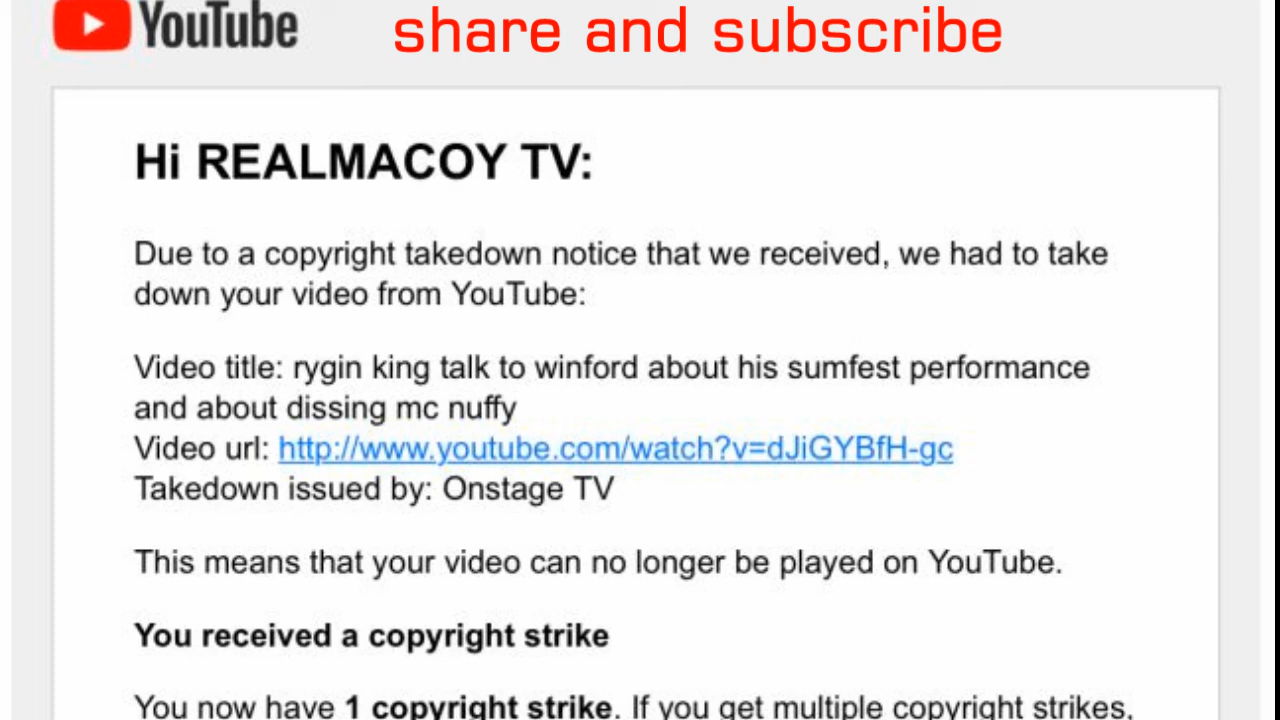 YouTube
share and subscribe
Hi REALMACOY TV:
Due to a copyright takedown notice that we received, we had to take
down your video from YouTube:
Video title: rygin king talk to winford about his sumfest performance
and about dissing mc nuffy
Video url: http://www.youtube.com/watch?v=dJiGYBfH-gc
Takedown issued by: Onstage TV
This means that your video can no longer be played on YouTube.
You received a copyright strike
You now have 1 copyright strike. If you get multiple copyright strikes,